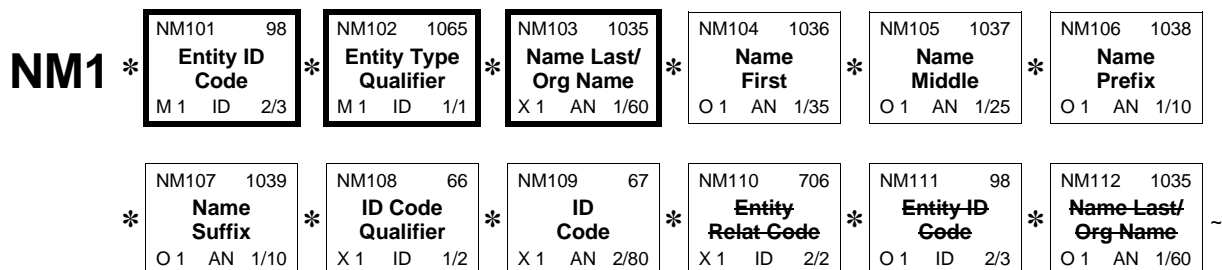 NM101 98 NM102 1065 NM103 1035 NM104 1036 NM105 1037 NM106 1038
NM1 * Entity ID * Entity Type * Name Last/ * Name * Name * Name
Code Qualifier Org Name First Middle Prefix
M 1 ID 2/3 M 1 ID 1/1 X 1 AN 1/60 O 1 AN 1/35 O 1 AN 1/25 O 1 AN 1/10
NM107 1039 NM108 66 NM109 67 NM110 706 NM111 98 NM112 1035
* Name * ID Code * ID * Entity * Entity ID * Name Last/ ~
Suffix Qualifier Code Relat Code Code Org Name
O 1 AN 1/10 X 1 ID 1/2 X 1 AN 2/80 X 1 ID 2/2 O 1 ID 2/3 O 1 AN 1/60